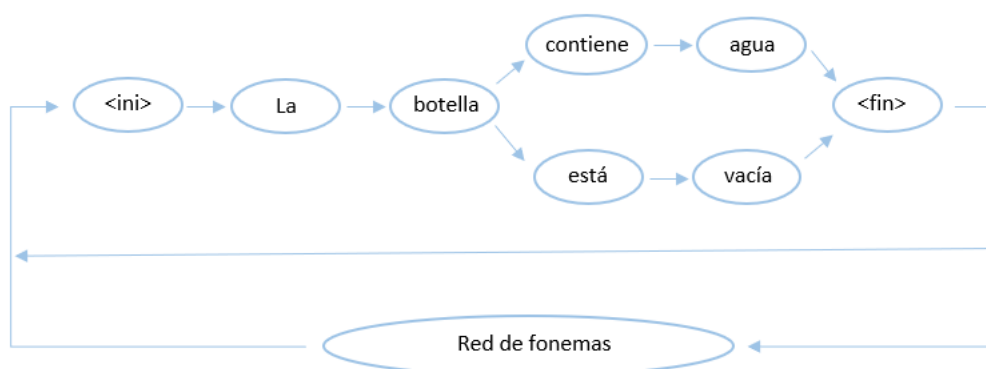 contiene
agua
<ini>
La
botella
<fin>
está
vacía
Red de fonemas